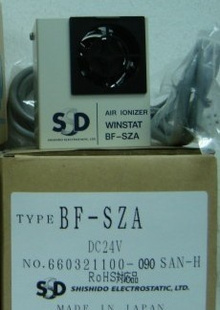 SSD
AIR IONIZER
WINSTAT
BF-SZA
SHISHIDO ELECTROSTATIC, LTD.
TYPE BF-SZA
DC24V
NO.660321100-090 SAN-H
RoHS
SSD SHISHIDO ELECTROSTATIC, LTD.
MADE IN JAPAN